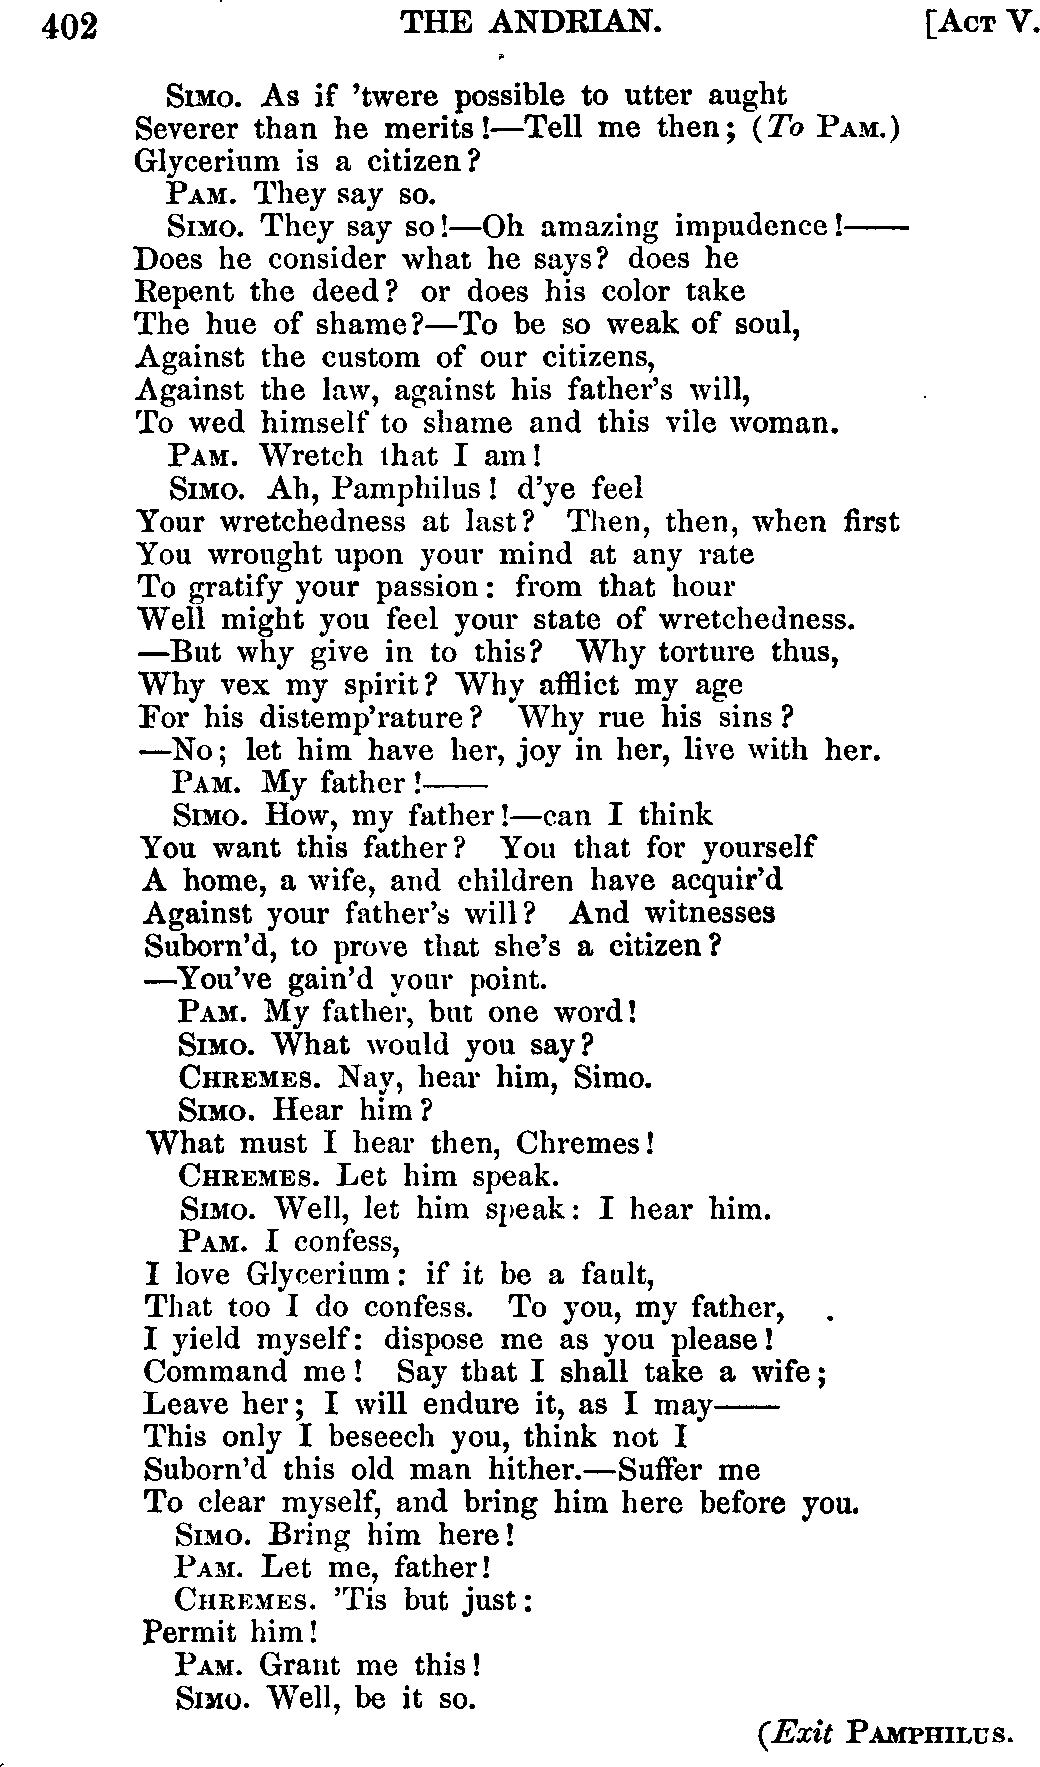 402 THE ANDRIAN. [ACT V.
SIMO. As if 'twere possible to utter aught
Severer than he merits!—Tell me then; (To PAM.)
Glycerium is a citizen?
PAM. They say so.
SIMO. They say so!—Oh amazing impudence!——
Does he consider what he says? does he
Repent the deed? or does his color take
The hue of shame?—To be so weak of soul,
Against the custom of our citizens,
Against the law, against his father's will,
To wed himself to shame and this vile woman.
PAM. Wretch that I am!
SIMO. Ah, Pamphilus! d'ye feel
Your wretchedness at last? Then, then, when first
You wrought upon your mind at any rate
To gratify your passion: from that hour
Well might you feel your state of wretchedness.
—But why give in to this? Why torture thus,
Why vex my spirit? Why afflict my age
For his distemp'rature? Why rue his sins?
—No; let him have her, joy in her, live with her.
PAM. My father!——
SIMO. How, my father!—can I think
You want this father? You that for yourself
A home, a wife, and children have acquir'd
Against your father's will? And witnesses
Suborn'd, to prove that she's a citizen?
—You've gain'd your point.
PAM. My father, but one word!
SIMO. What would you say?
CHREMES. Nay, hear him, Simo.
SIMO. Hear him?
What must I hear then, Chremes!
CHREMES. Let him speak.
SIMO. Well, let him speak: I hear him.
PAM. I confess,
I love Glycerium: if it be a fault,
That too I do confess. To you, my father,
I yield myself: dispose me as you please!
Command me! Say that I shall take a wife;
Leave her; I will endure it, as I may——
This only I beseech you, think not I
Suborn'd this old man hither.—Suffer me
To clear myself, and bring him here before you.
SIMO. Bring him here!
PAM. Let me, father!
CHREMES. 'Tis but just:
Permit him!
PAM. Grant me this!
SIMO. Well, be it so.
(Exit PAMPHILUS.